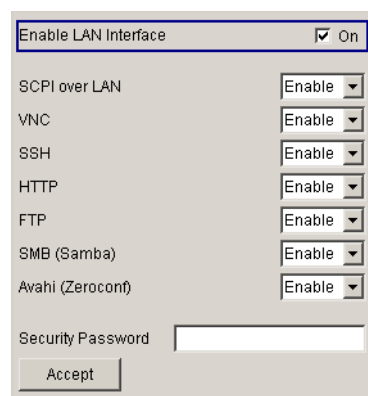 Enable LAN Interface On
SCPI over LAN Enable
VNC Enable
SSH Enable
HTTP Enable
FTP Enable
SMB (Samba) Enable
Avahi (Zeroconf) Enable
Security Password
Accept